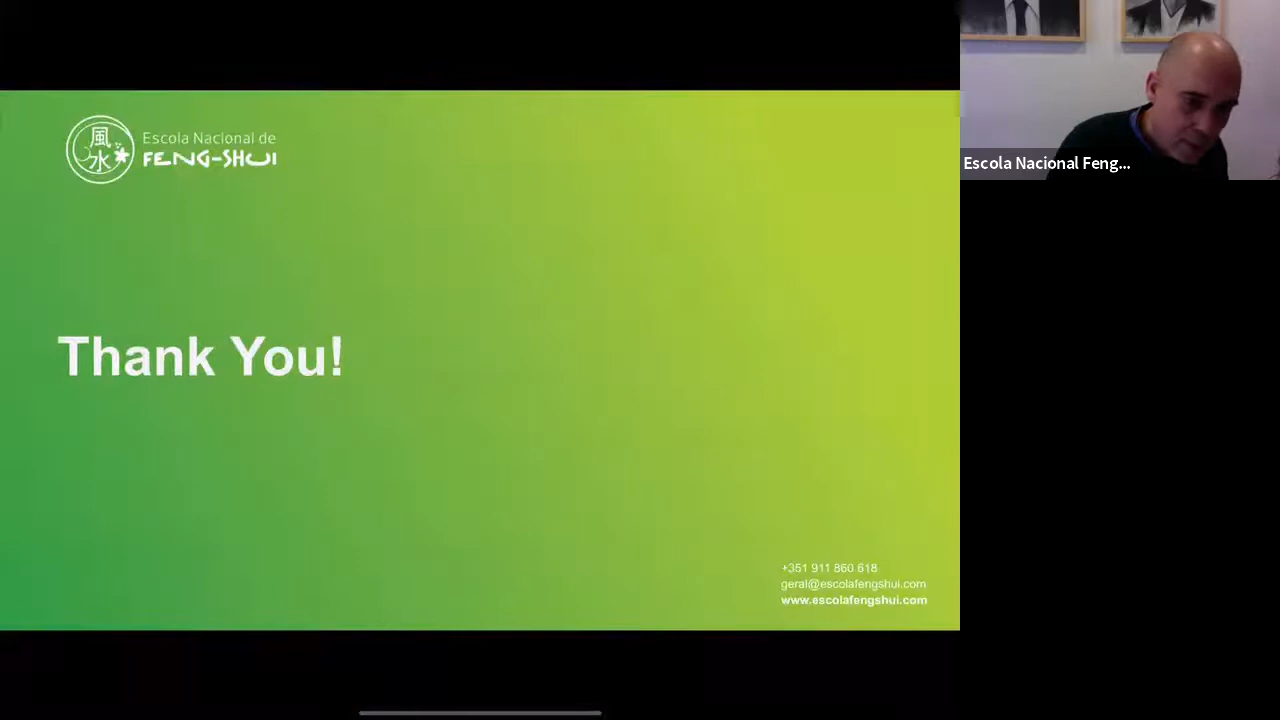 風水
Escola Nacional de
FENG-SHUI
Thank You!
+351 911 860 618
geral@escolafengshui.com
www.escolafengshui.com
Escola Nacional Feng...